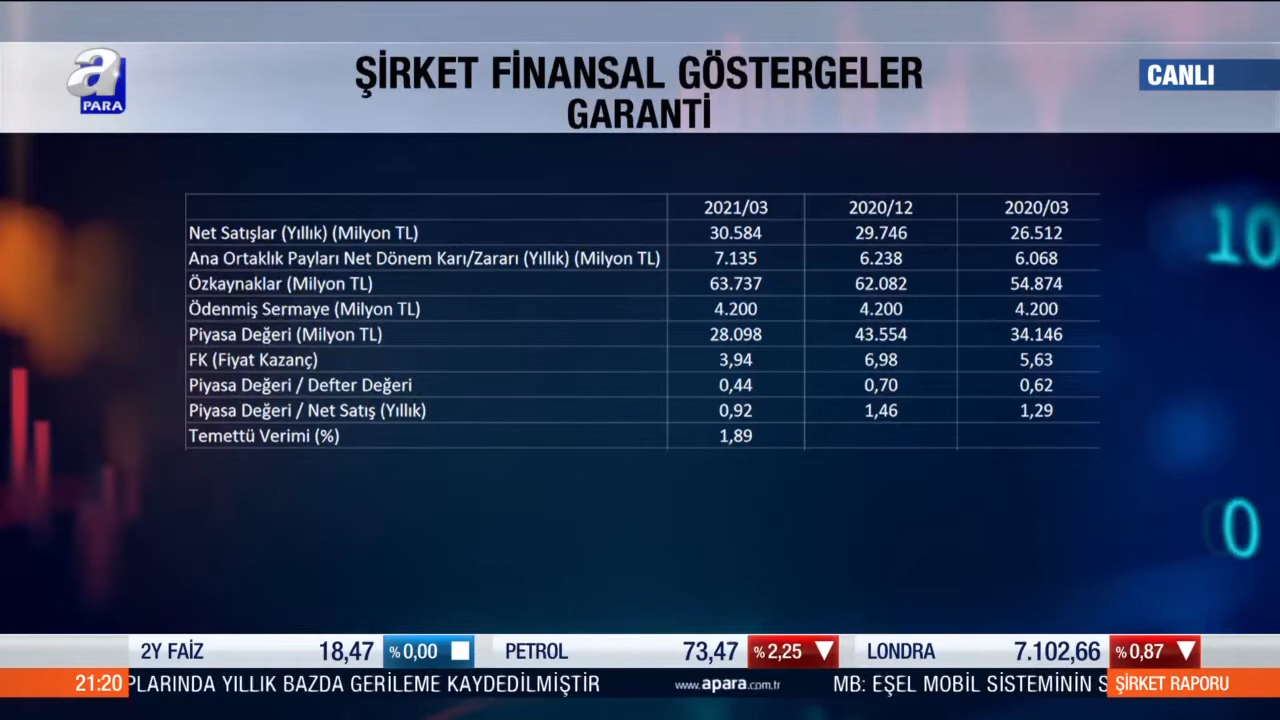 a
PARA
ŞİRKET FİNANSAL GÖSTERGELER
GARANTİ
CANLI
2021/03 2020/12 2020/03
Net Satışlar (Yıllık) (Milyon TL) 30.584 29.746 26.512
Ana Ortaklık Payları Net Dönem Karı/Zararı (Yıllık) (Milyon TL) 7.135 6.238 6.068
Özkaynaklar (Milyon TL) 63.737 62.082 54.874
Ödenmiş Sermaye (Milyon TL) 4.200 4.200 4.200
Piyasa Değeri (Milyon TL) 28.098 43.554 34.146
FK (Fiyat Kazanç) 3,94 6,98 5,63
Piyasa Değeri / Defter Değeri 0,44 0,70 0,62
Piyasa Değeri / Net Satış (Yıllık) 0,92 1,46 1,29
Temettü Verimi (%) 1,89
10
0
2Y FAİZ 18,47 %0,00 PETROL 73,47 %2,25 LONDRA 7.102,66 %0,87
21:20 PLARINDA YILLIK BAZDA GERİLEME KAYDEDİLMİŞTİR www.apara.com.tr MB: EŞEL MOBİL SİSTEMİNİN S ŞİRKET RAPORU